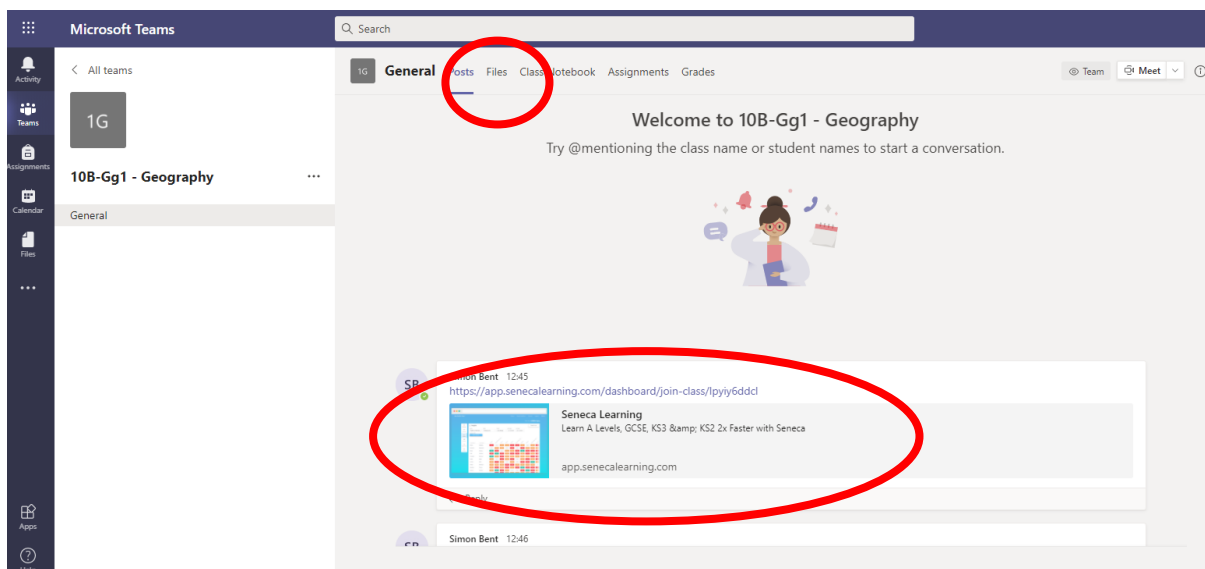 Microsoft Teams
Search
Activity
Teams
Assignments
Calendar
Files
Apps
< All teams
1G
10B-Gg1 - Geography
General
1G General Posts Files Class Notebook Assignments Grades
Team Meet
Welcome to 10B-Gg1 - Geography
Try @mentioning the class name or student names to start a conversation.
SB
Simon Bent 12:45
https://app.senecalearning.com/dashboard/join-class/lpyiy6ddcl
Seneca Learning
Learn A Levels, GCSE, KS3 &amp; KS2 2x Faster with Seneca
app.senecalearning.com
Reply
SB
Simon Bent 12:46